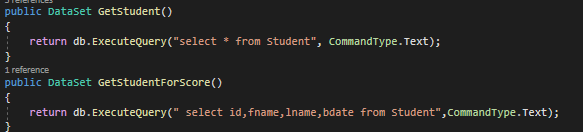 public DataSet GetStudent()
{
return db.ExecuteQuery("select * from Student", CommandType.Text);
}
1 reference
public DataSet GetStudentForScore()
{
return db.ExecuteQuery(" select id,fname,lname,bdate from Student",CommandType.Text);
}